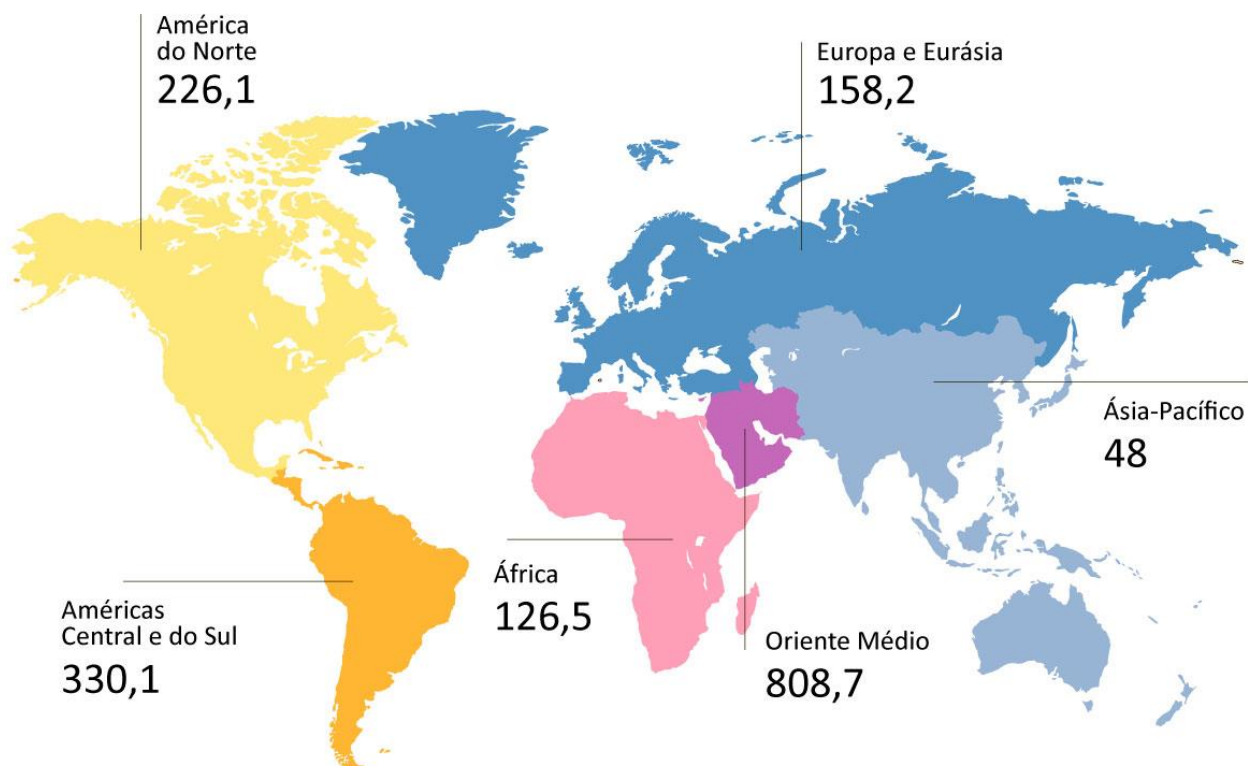 América
do Norte
226,1
Europa e Eurásia
158,2
Ásia-Pacífico
48
África
126,5
Américas
Central e do Sul
330,1
Oriente Médio
808,7